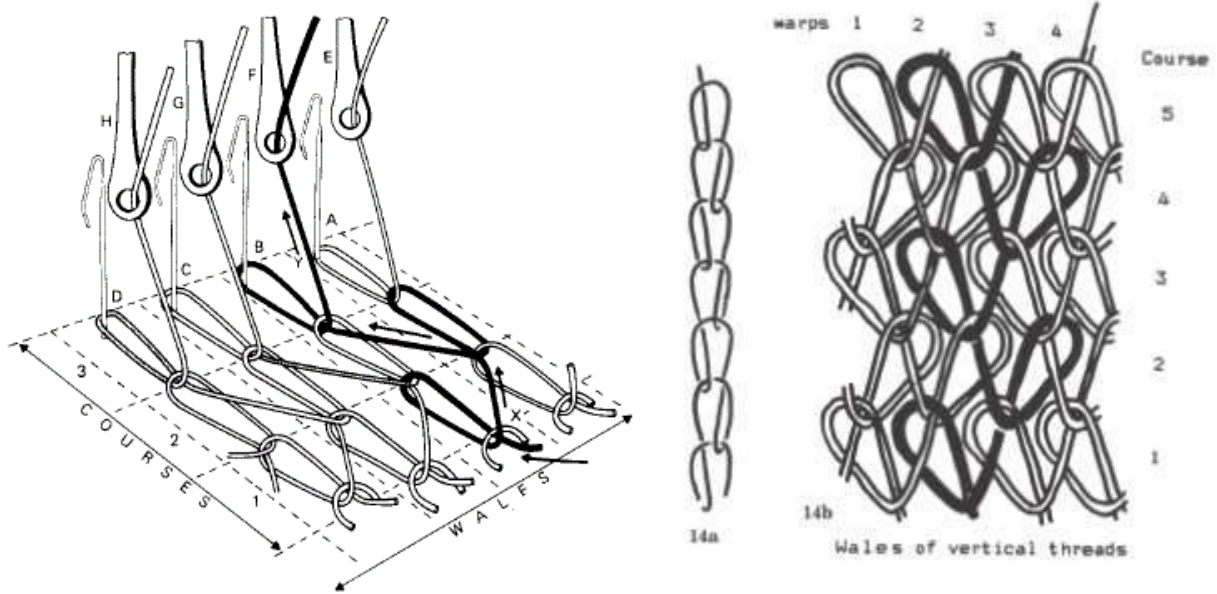 H
G
F
E
A
B
C
D
Y
X
3
2
1
COURSES
WALFS
14a
warps 1 2 3 4
Course
5
4
3
2
1
14b
Wales of vertical threads